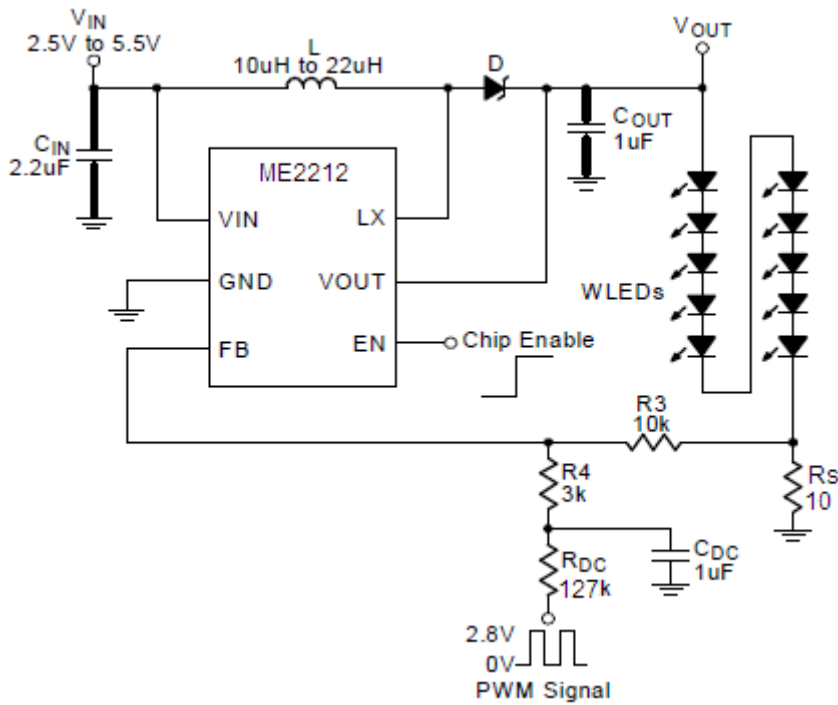 VIN
2.5V to 5.5V
L
10uH to 22uH
D
VOUT
CIN
2.2uF
COUT
1uF
ME2212
VIN
LX
GND
VOUT
FB
EN
Chip Enable
WLEDs
R3
10k
R4
3k
Rs
10
RDC
127k
CDC
1uF
2.8V
0V
PWM Signal